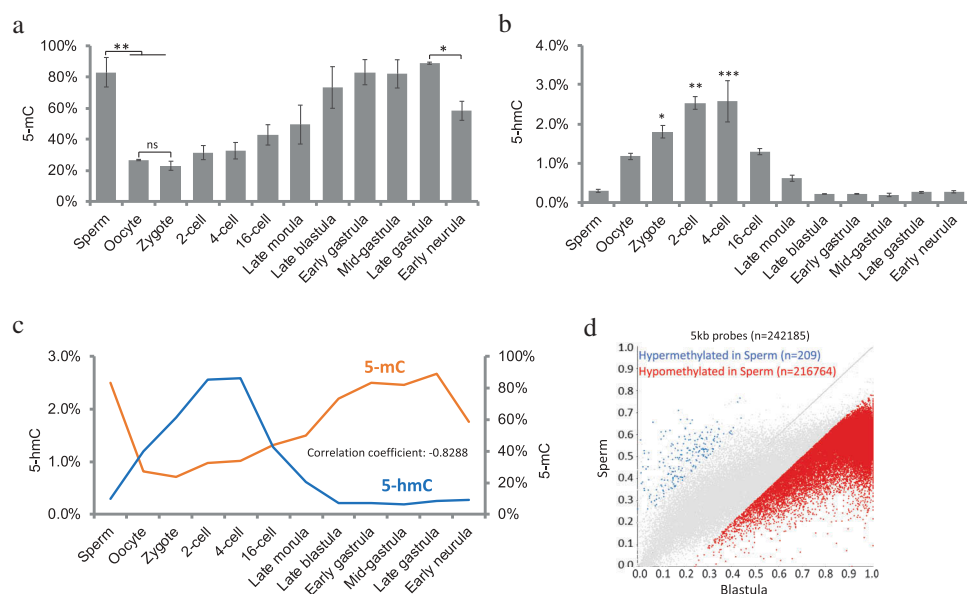 a
100%
80%
60%
40%
20%
0%
5-mC
**
ns
*
Sperm
Oocyte
Zygote
2-cell
4-cell
16-cell
Late morula
Late blastula
Early gastrula
Mid-gastrula
Late gastrula
Early neurula
b
4.0%
3.0%
2.0%
1.0%
0.0%
5-hmC
*
**
***
Sperm
Oocyte
Zygote
2-cell
4-cell
16-cell
Late morula
Late blastula
Early gastrula
Mid-gastrula
Late gastrula
Early neurula
c
3.0%
2.0%
1.0%
0.0%
5-hmC
5-mC
Correlation coefficient: -0.8288
5-hmC
100%
80%
60%
40%
20%
0%
5-mC
Sperm
Oocyte
Zygote
2-cell
4-cell
16-cell
Late morula
Late blastula
Early gastrula
Mid-gastrula
Late gastrula
Early neurula
d
5kb probes (n=242185)
Hypermethylated in Sperm (n=209)
Hypomethylated in Sperm (n=216764)
1.0
0.9
0.8
0.7
0.6
0.5
0.4
0.3
0.2
0.1
0.0
Sperm
0.0 0.1 0.2 0.3 0.4 0.5 0.6 0.7 0.8 0.9 1.0
Blastula